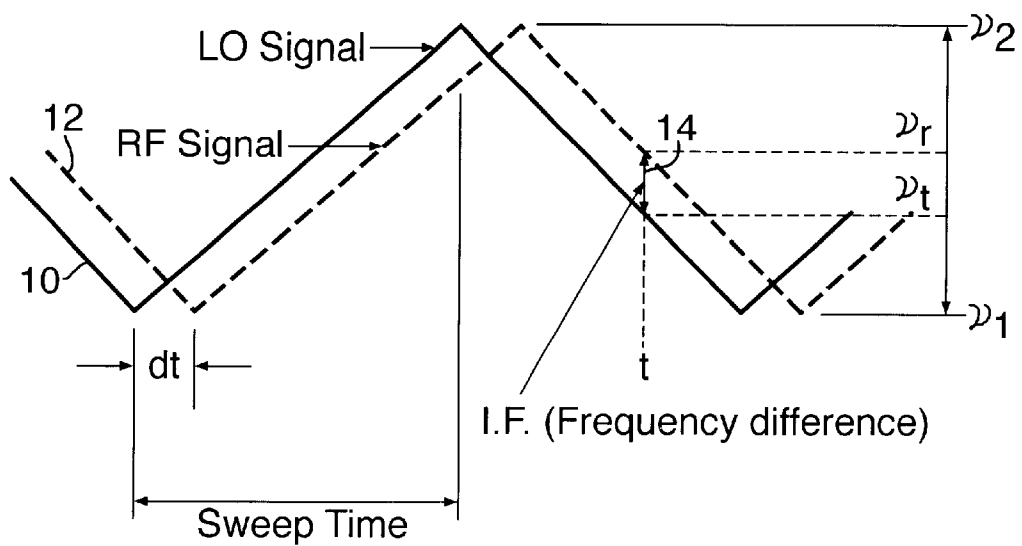 LO Signal
ν2
12
RF Signal
14
νr
νt
10
ν1
dt
t
I.F. (Frequency difference)
Sweep Time